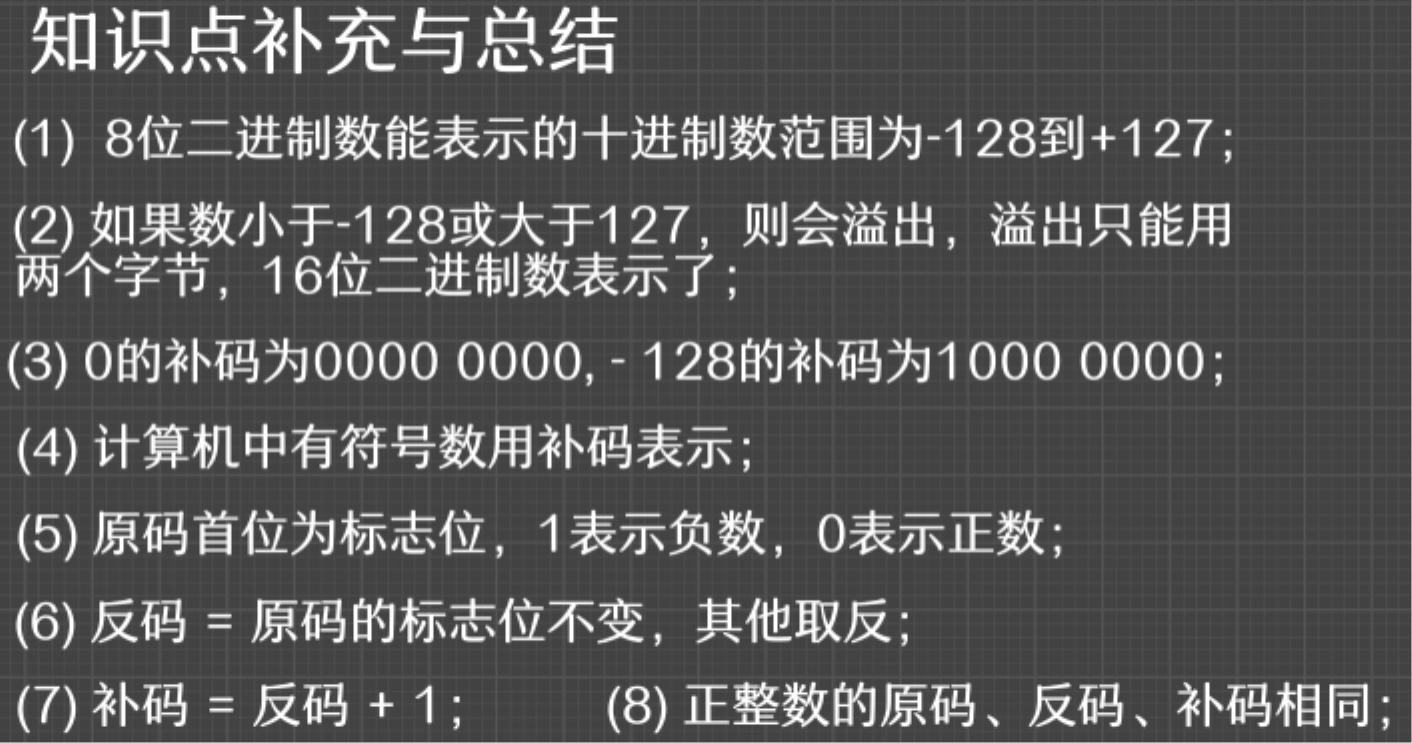 知识点补充与总结
(1) 8位二进制数能表示的十进制数范围为-128到+127;
(2) 如果数小于-128或大于127，则会溢出，溢出只能用
两个字节，16位二进制数表示了;
(3) 0的补码为0000 0000, - 128的补码为1000 0000;
(4) 计算机中有符号数用补码表示;
(5) 原码首位为标志位，1表示负数，0表示正数;
(6) 反码 = 原码的标志位不变，其他取反;
(7) 补码 = 反码 + 1; (8) 正整数的原码、反码、补码相同;